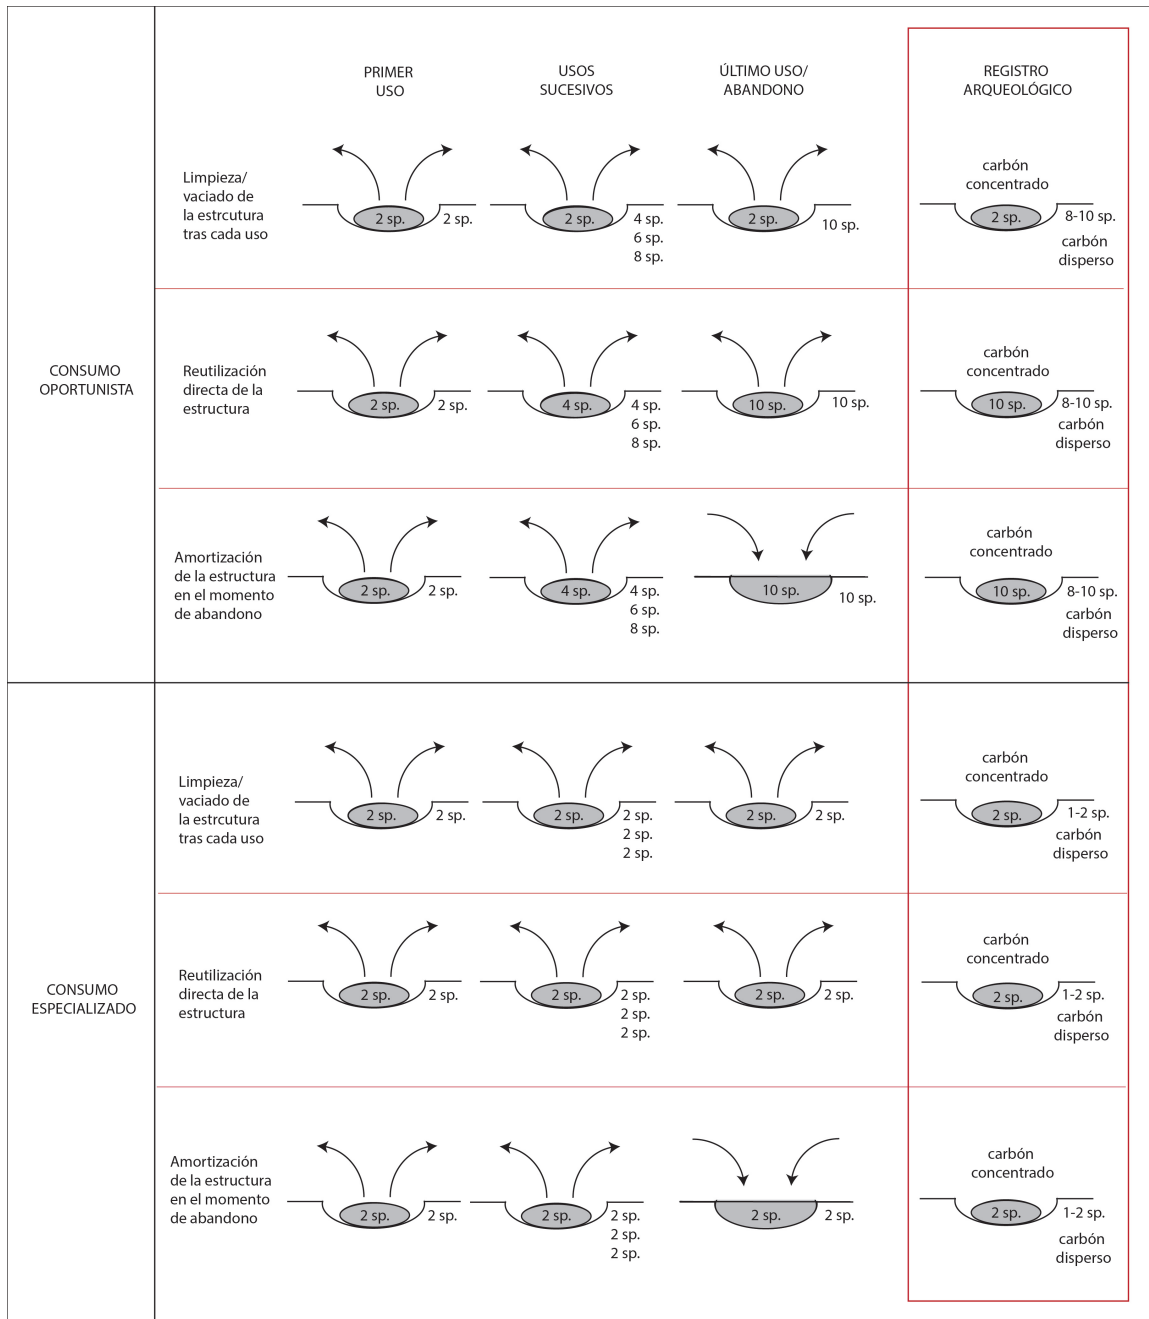 PRIMER
USO
USOS
SUCESIVOS
ÚLTIMO USO/
ABANDONO
REGISTRO
ARQUEOLÓGICO
CONSUMO
OPORTUNISTA
Limpieza/
vaciado de
la estrcutura
tras cada uso
2 sp.
2 sp.
2 sp.
4 sp.
6 sp.
8 sp.
2 sp.
10 sp.
carbón
concentrado
2 sp.
8-10 sp.
carbón
disperso
Reutilización
directa de la
estructura
2 sp.
2 sp.
4 sp.
4 sp.
6 sp.
8 sp.
10 sp.
10 sp.
carbón
concentrado
10 sp.
8-10 sp.
carbón
disperso
Amortización
de la estructura
en el momento
de abandono
2 sp.
2 sp.
4 sp.
4 sp.
6 sp.
8 sp.
10 sp.
10 sp.
carbón
concentrado
10 sp.
8-10 sp.
carbón
disperso
CONSUMO
ESPECIALIZADO
Limpieza/
vaciado de
la estrcutura
tras cada uso
2 sp.
2 sp.
2 sp.
2 sp.
2 sp.
2 sp.
2 sp.
2 sp.
carbón
concentrado
2 sp.
1-2 sp.
carbón
disperso
Reutilización
directa de la
estructura
2 sp.
2 sp.
2 sp.
2 sp.
2 sp.
2 sp.
2 sp.
2 sp.
carbón
concentrado
2 sp.
1-2 sp.
carbón
disperso
Amortización
de la estructura
en el momento
de abandono
2 sp.
2 sp.
2 sp.
2 sp.
2 sp.
2 sp.
2 sp.
2 sp.
carbón
concentrado
2 sp.
1-2 sp.
carbón
disperso